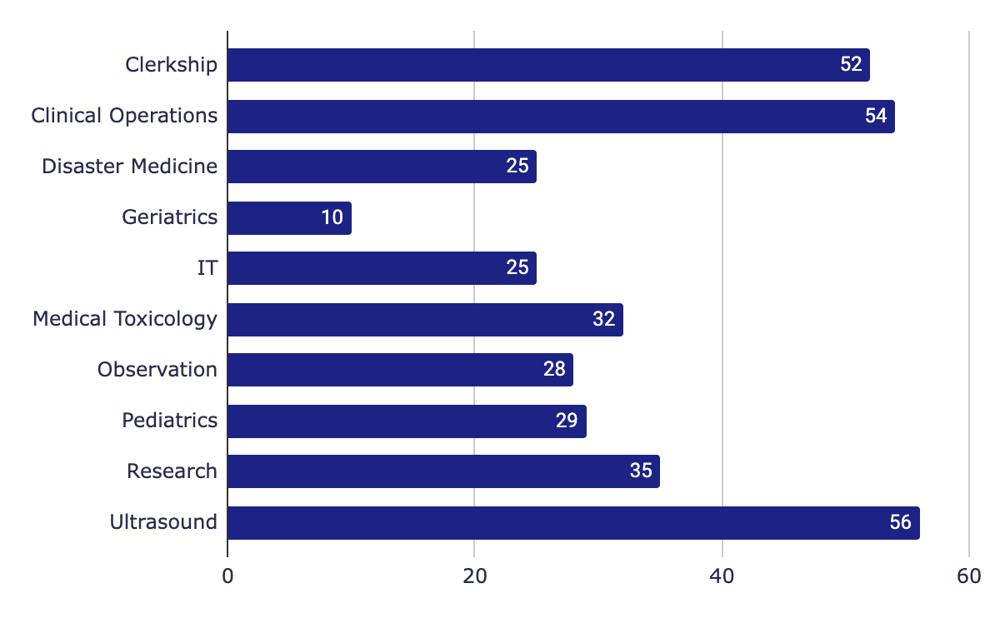 Clerkship 52
Clinical Operations 54
Disaster Medicine 25
Geriatrics 10
IT 25
Medical Toxicology 32
Observation 28
Pediatrics 29
Research 35
Ultrasound 56
0 20 40 60